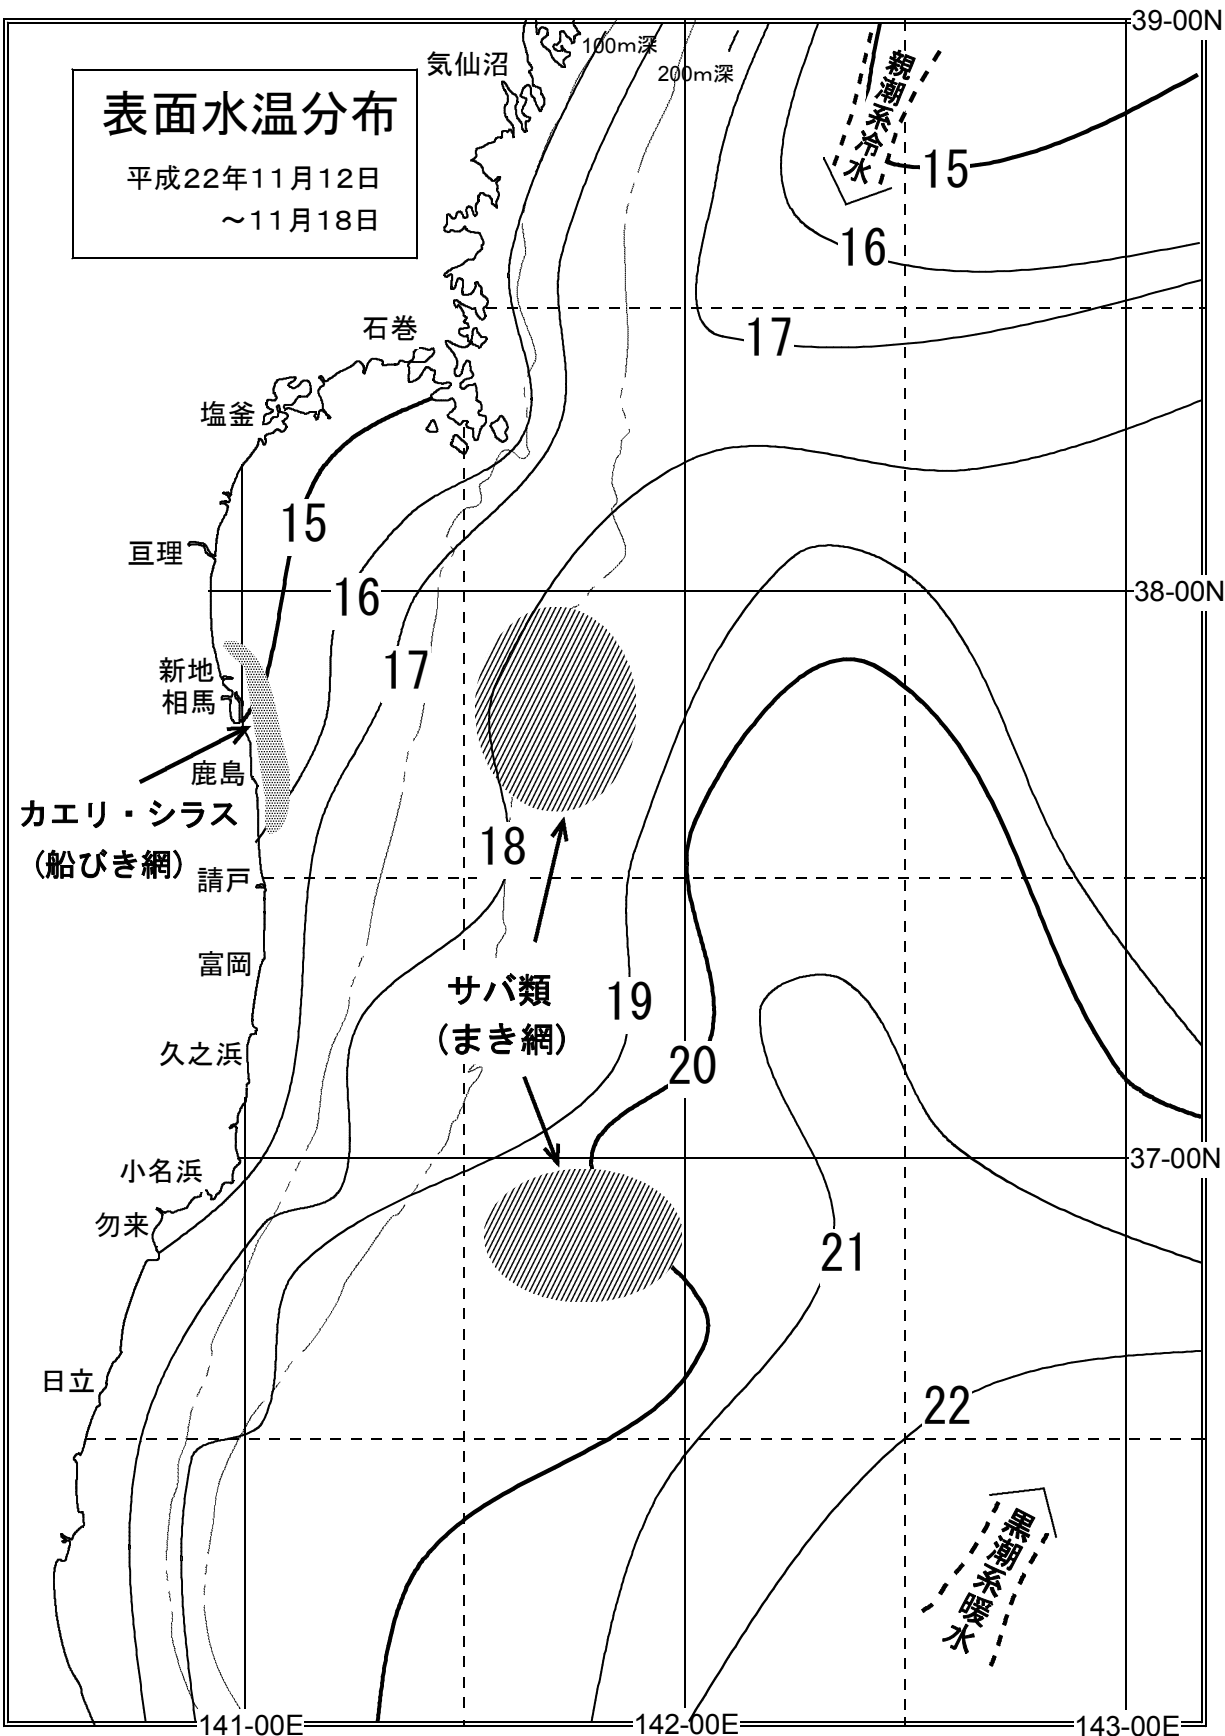 39-00N
100m深
気仙沼
200m深
表面水温分布
平成22年11月12日
～11月18日
親潮系冷水
15
16
石巻
17
塩釜
15
亘理
16
38-00N
新地
17
相馬
鹿島
カエリ・シラス
(船びき網)
18
請戸
富岡
サバ類
19
(まき網)
久之浜
20
小名浜
37-00N
勿来
21
日立
22
黒潮系暖水
141-00E
142-00E
143-00E